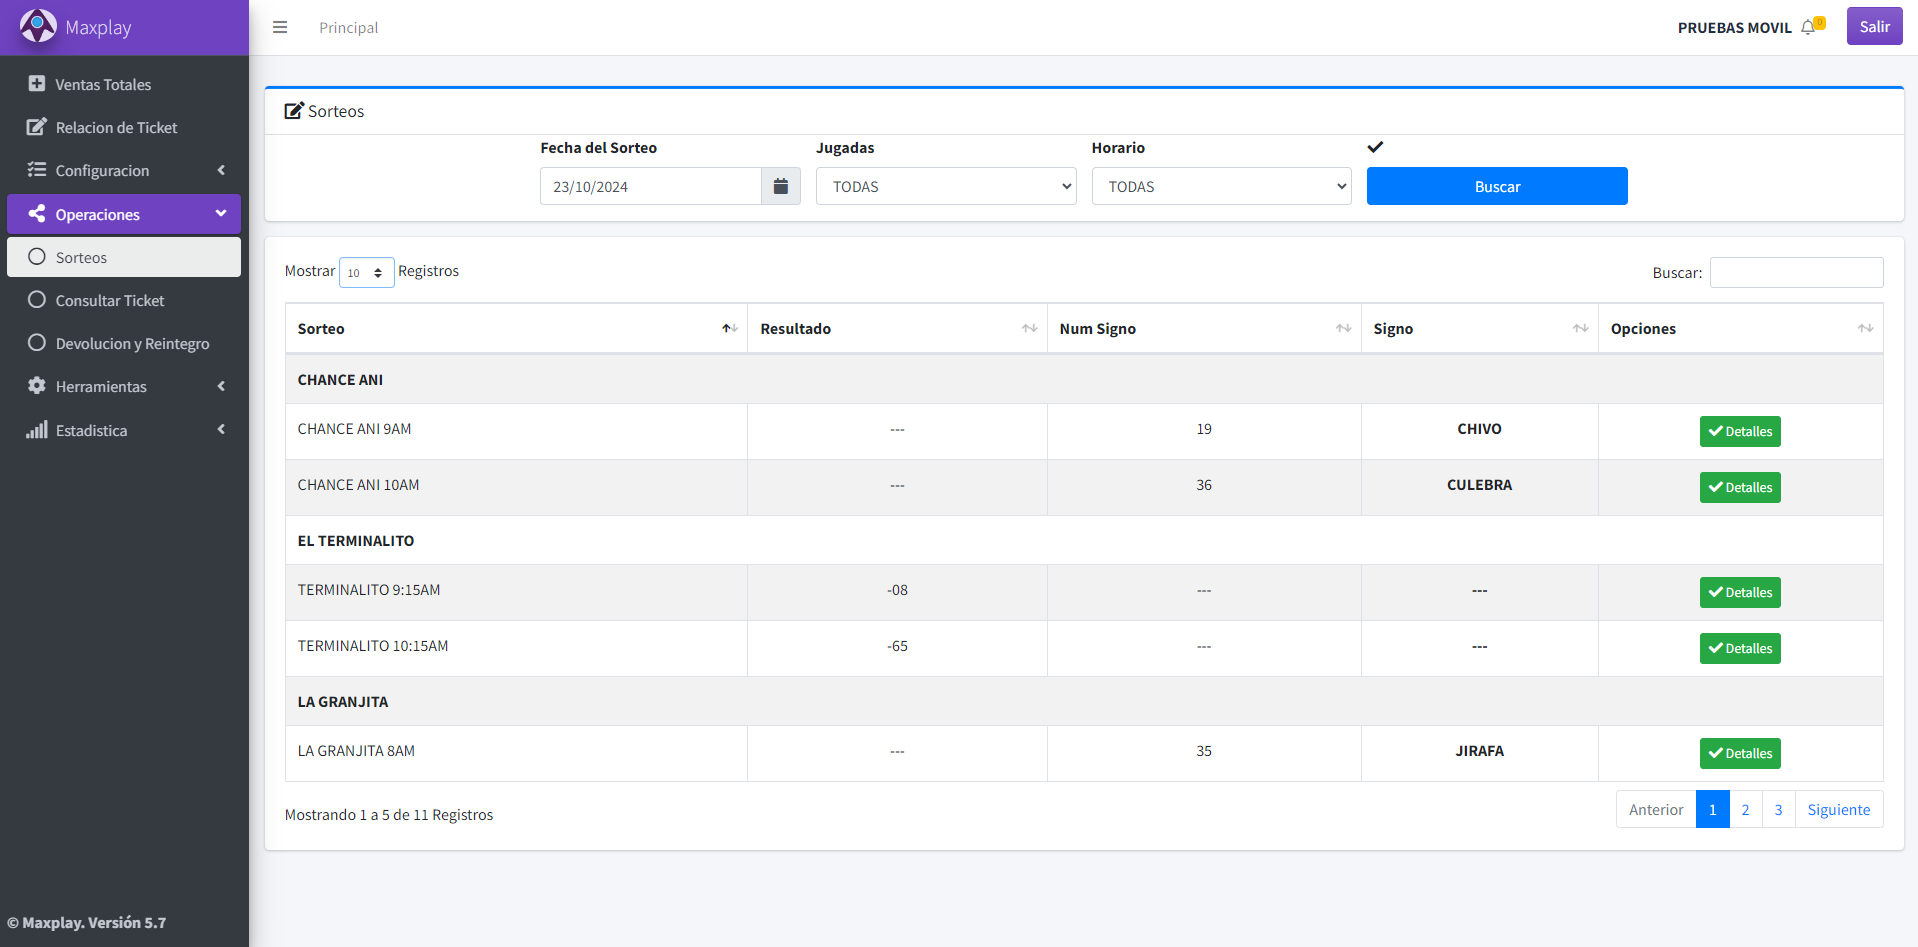 Maxplay
Principal
PRUEBAS MOVIL
0
Salir
Ventas Totales
Relacion de Ticket
Configuracion
Operaciones
Sorteos
Consultar Ticket
Devolucion y Reintegro
Herramientas
Estadistica
© Maxplay. Versión 5.7
Sorteos
Fecha del Sorteo Jugadas Horario
23/10/2024 TODAS TODAS Buscar
Mostrar 10 Registros Buscar:
Sorteo Resultado Num Signo Signo Opciones
CHANCE ANI
CHANCE ANI 9AM --- 19 CHIVO Detalles
CHANCE ANI 10AM --- 36 CULEBRA Detalles
EL TERMINALITO
TERMINALITO 9:15AM -08 --- --- Detalles
TERMINALITO 10:15AM -65 --- --- Detalles
LA GRANJITA
LA GRANJITA 8AM --- 35 JIRAFA Detalles
Mostrando 1 a 5 de 11 Registros Anterior 1 2 3 Siguiente